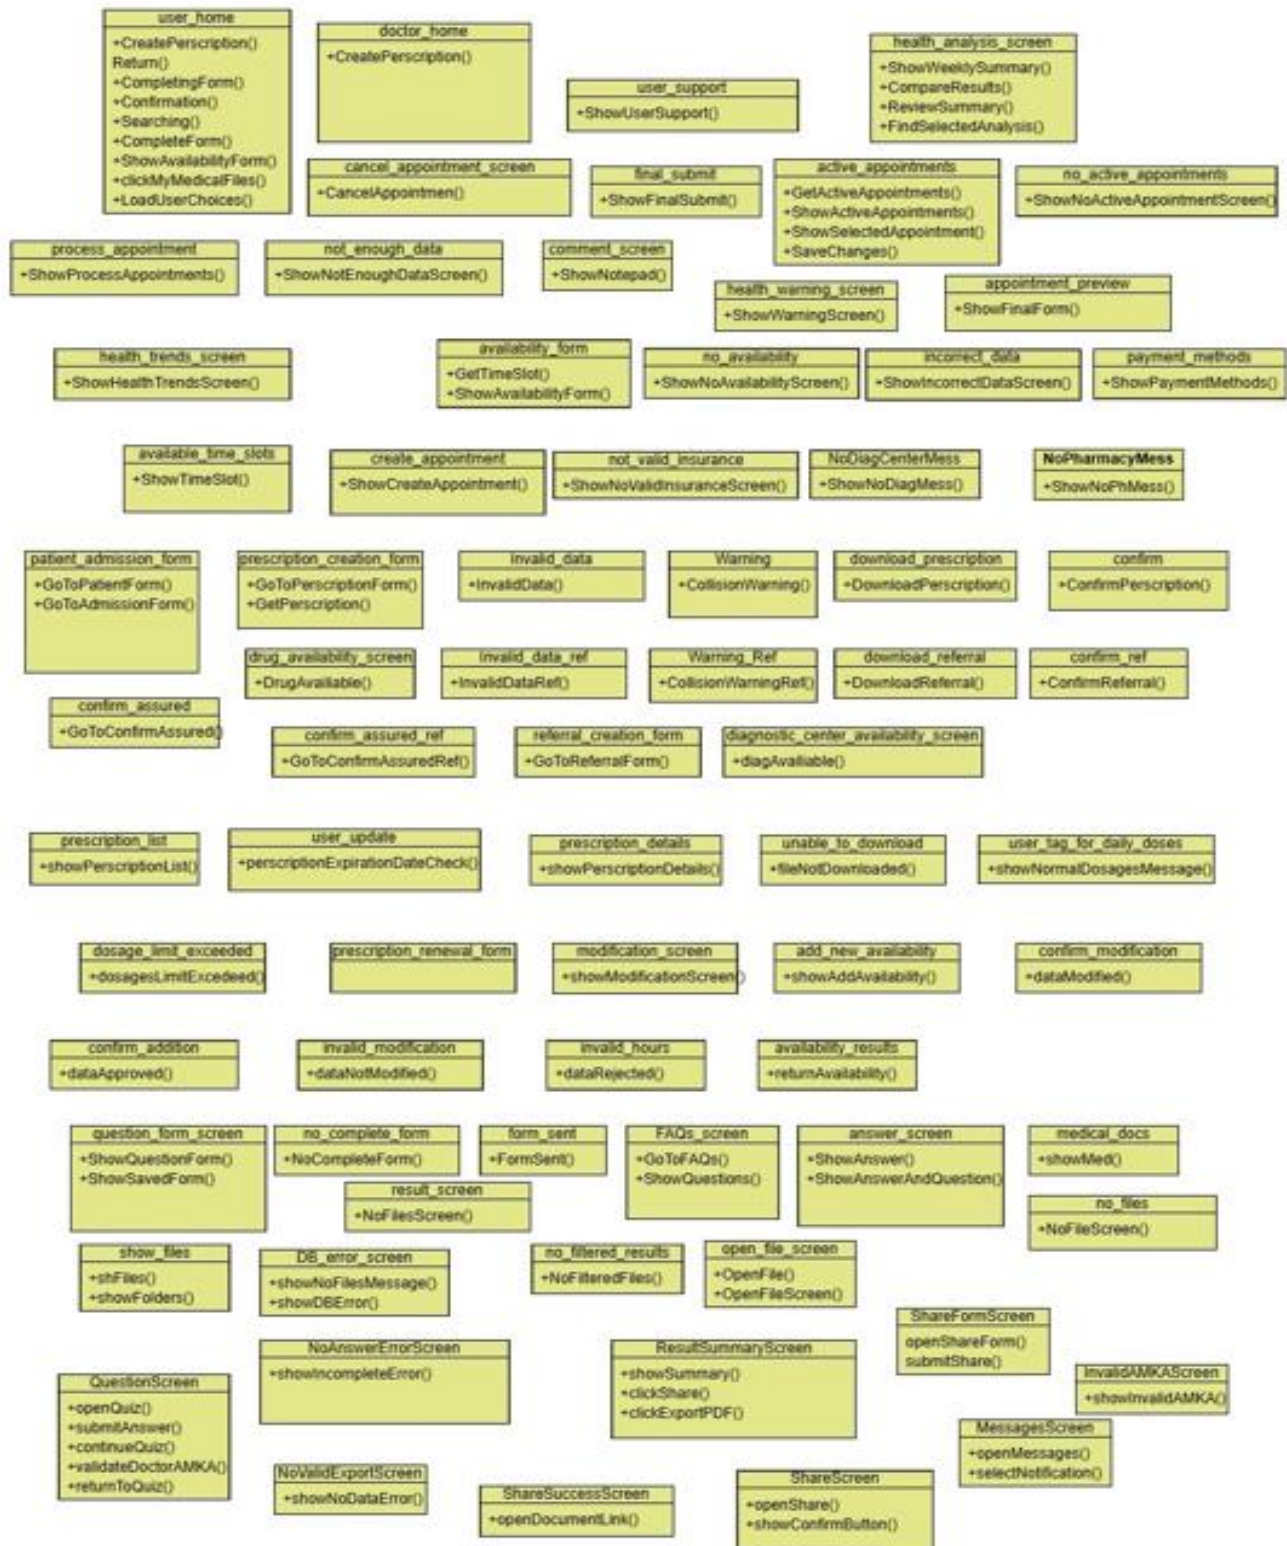 user_home
+CreatePerscription()
Return()
+CompletingForm()
+Confirmation()
+Searching()
+CompleteForm()
+ShowAvailabilityForm()
+clickMyMedicalFiles()
+LoadUserChoices()
doctor_home
+CreatePerscription()
user_support
+ShowUserSupport()
health_analysis_screen
+ShowWeeklySummary()
+CompareResults()
+ReviewSummary()
+FindSelectedAnalysis()
cancel_appointment_screen
+CancelAppointmen()
final_submit
+ShowFinalSubmit()
active_appointments
+GetActiveAppointments()
+ShowActiveAppointments()
+ShowSelectedAppointment()
+SaveChanges()
no_active_appointments
+ShowNoActiveAppointmentScreen()
process_appointment
+ShowProcessAppointments()
not_enough_data
+ShowNotEnoughDataScreen()
comment_screen
+ShowNotepad()
health_warning_screen
+ShowWarningScreen()
appointment_preview
+ShowFinalForm()
health_trends_screen
+ShowHealthTrendsScreen()
availability_form
+GetTimeSlot()
+ShowAvailabilityForm()
no_availability
+ShowNoAvailabilityScreen()
incorrect_data
+ShowIncorrectDataScreen()
payment_methods
+ShowPaymentMethods()
available_time_slots
+ShowTimeSlot()
create_appointment
+ShowCreateAppointment()
not_valid_insurance
+ShowNoValidInsuranceScreen()
NoDiagCenterMess
+ShowNoDiagMess()
NoPharmacyMess
+ShowNoPhMess()
patient_admission_form
+GoToPatientForm()
+GoToAdmissionForm()
prescription_creation_form
+GoToPerscriptionForm()
+GetPerscription()
Invalid_data
+InvalidData()
Warning
+CollisionWarning()
download_prescription
+DownloadPerscription()
confirm
+ConfirmPerscription()
drug_availability_screen
+DrugAvailiable()
Invalid_data_ref
+InvalidDataRef()
Warning_Ref
+CollisionWarningRef()
download_referral
+DownloadReferral()
confirm_ref
+ConfirmReferral()
confirm_assured
+GoToConfirmAssured()
confirm_assured_ref
+GoToConfirmAssuredRef()
referral_creation_form
+GoToReferralForm()
diagnostic_center_availability_screen
+diagAvailiable()
prescription_list
+showPerscriptionList()
user_update
+perscriptionExpirationDateCheck()
prescription_details
+showPerscriptionDetails()
unable_to_download
+fileNotDownloaded()
user_tag_for_daily_doses
+showNormalDosagesMessage()
dosage_limit_exceeded
+dosagesLimitExcedeed()
prescription_renewal_form
modification_screen
+showModificationScreen()
add_new_availability
+showAddAvailability()
confirm_modification
+dataModified()
confirm_addition
+dataApproved()
invalid_modification
+dataNotModified()
invalid_hours
+dataRejected()
availability_results
+returnAvailability()
question_form_screen
+ShowQuestionForm()
+ShowSavedForm()
no_complete_form
+NoCompleteForm()
form_sent
+FormSent()
FAQs_screen
+GoToFAQs()
+ShowQuestions()
answer_screen
+ShowAnswer()
+ShowAnswerAndQuestion()
medical_docs
+showMed()
result_screen
+NoFilesScreen()
no_files
+NoFileScreen()
show_files
+shFiles()
+showFolders()
DB_error_screen
+showNoFilesMessage()
+showDBError()
no_filtered_results
+NoFilteredFiles()
open_file_screen
+OpenFile()
+OpenFileScreen()
ShareFormScreen
openShareForm()
submitShare()
NoAnswerErrorScreen
+showIncompleteError()
ResultSummaryScreen
+showSummary()
+clickShare()
+clickExportPDF()
InvalidAMKAScreen
+showInvalidAMKA()
QuestionScreen
+openQuiz()
+submitAnswer()
+continueQuiz()
+validateDoctorAMKA()
+returnToQuiz()
MessagesScreen
+openMessages()
+selectNotification()
NoValidExportScreen
+showNoDataError()
ShareSuccessScreen
+openDocumentLink()
ShareScreen
+openShare()
+showConfirmButton()